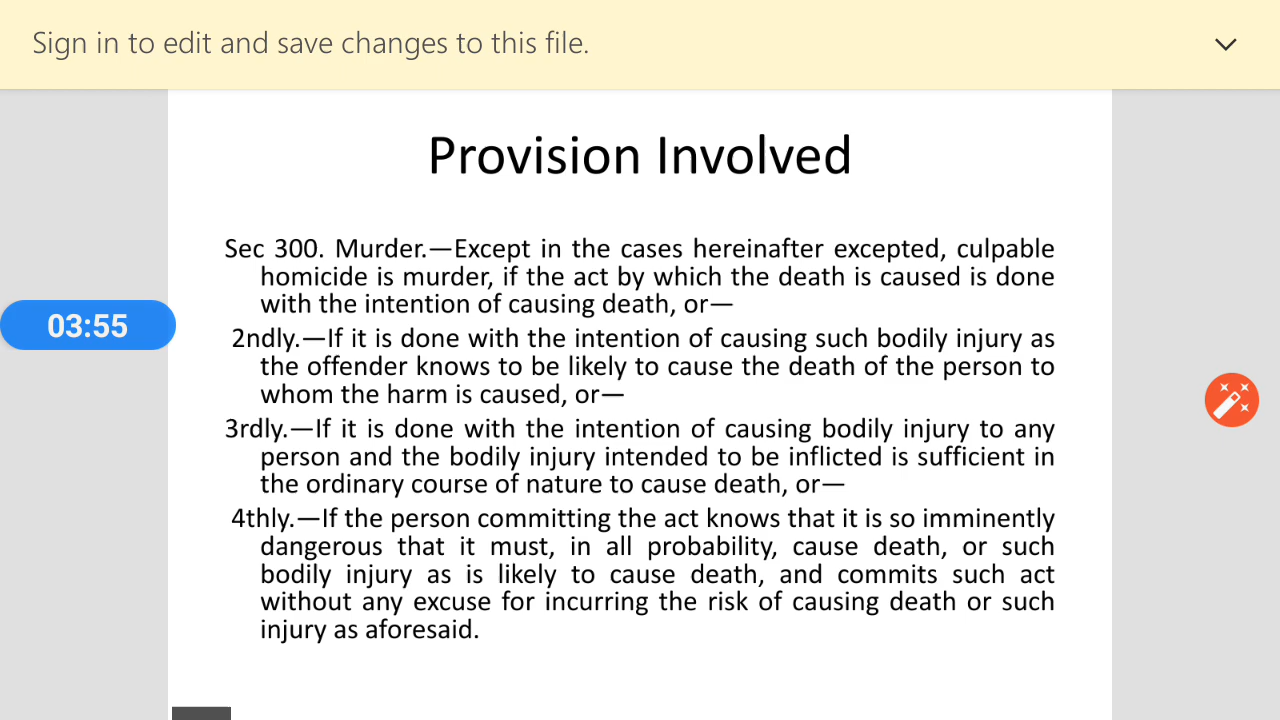 Sign in to edit and save changes to this file.
Provision Involved
Sec 300. Murder.—Except in the cases hereinafter excepted, culpable
homicide is murder, if the act by which the death is caused is done
with the intention of causing death, or—
2ndly.—If it is done with the intention of causing such bodily injury as
the offender knows to be likely to cause the death of the person to
whom the harm is caused, or—
3rdly.—If it is done with the intention of causing bodily injury to any
person and the bodily injury intended to be inflicted is sufficient in
the ordinary course of nature to cause death, or—
4thly.—If the person committing the act knows that it is so imminently
dangerous that it must, in all probability, cause death, or such
bodily injury as is likely to cause death, and commits such act
without any excuse for incurring the risk of causing death or such
injury as aforesaid.
03:55